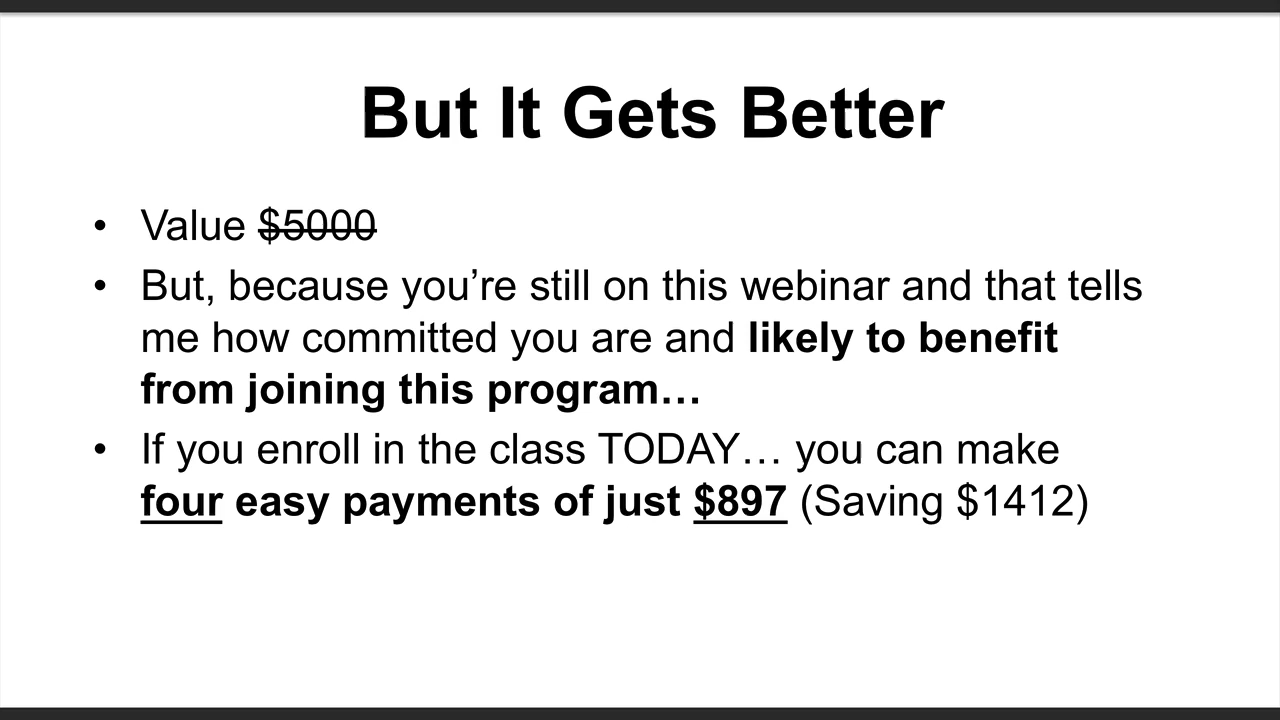 But It Gets Better
• Value $5000
• But, because you’re still on this webinar and that tells
me how committed you are and likely to benefit
from joining this program…
• If you enroll in the class TODAY… you can make
four easy payments of just $897 (Saving $1412)